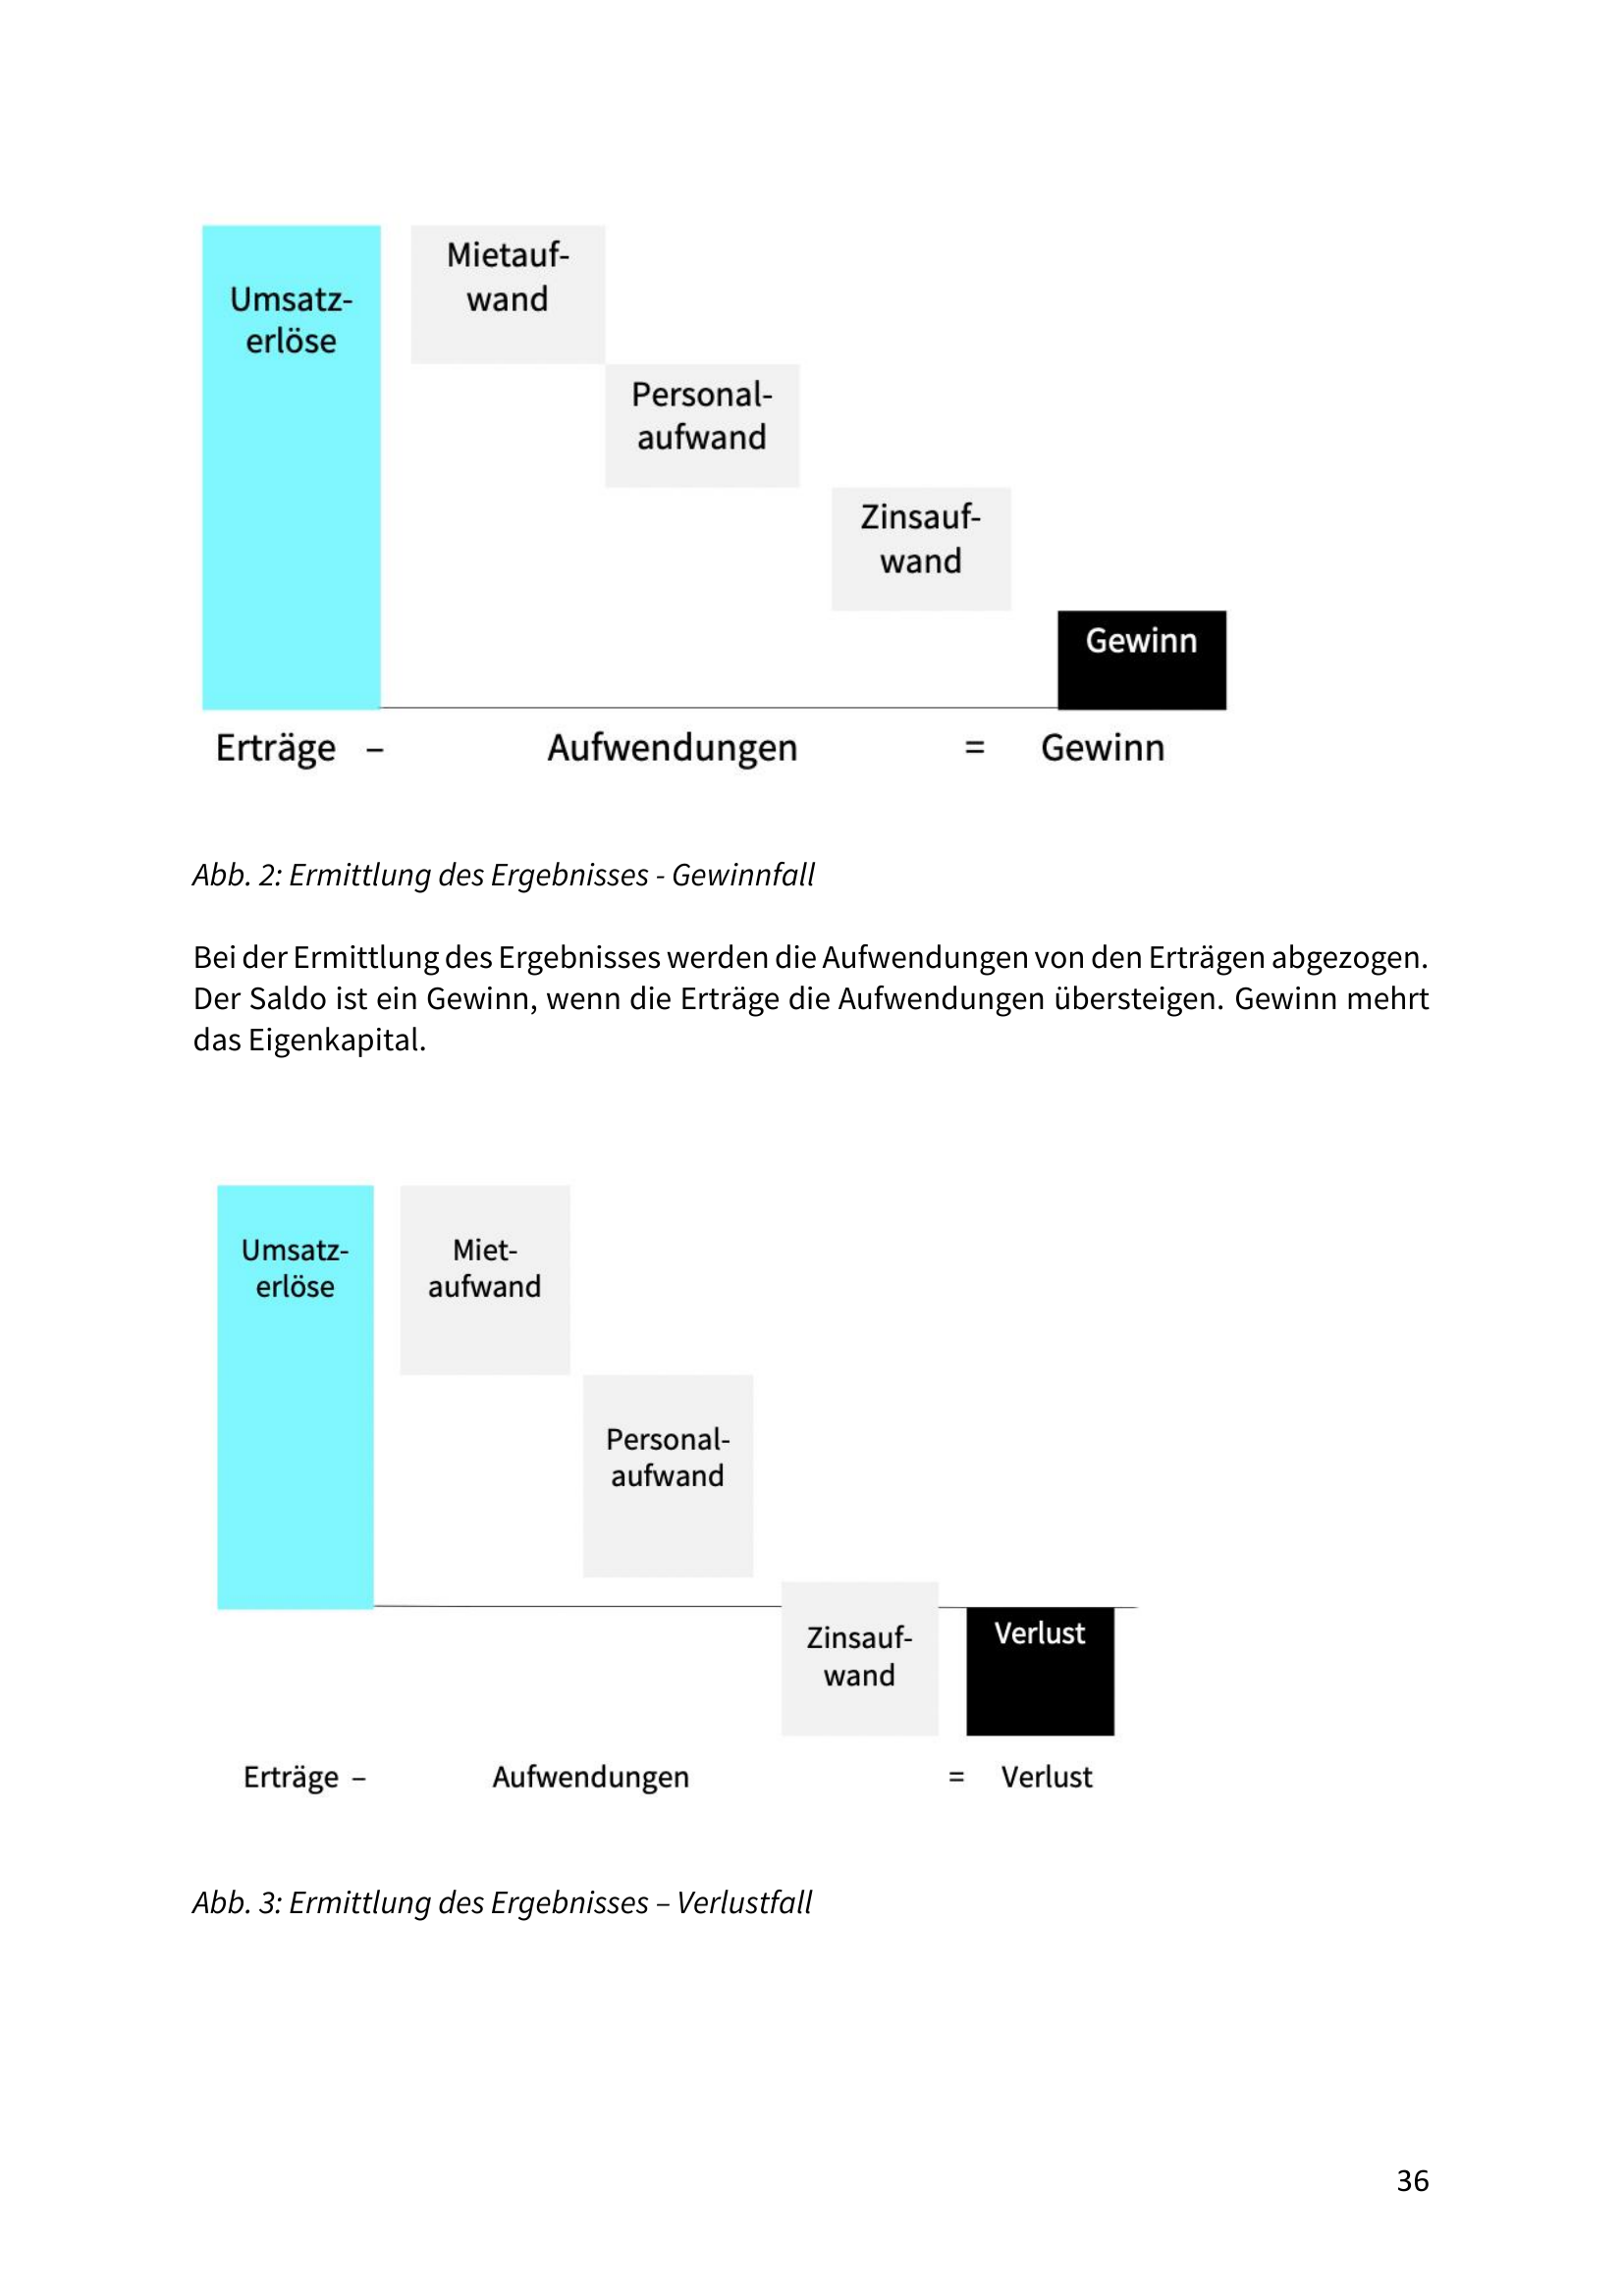 Umsatz-
erlöse
Mietauf-
wand
Personal-
aufwand
Zinsauf-
wand
Gewinn
Erträge – Aufwendungen = Gewinn
Abb. 2: Ermittlung des Ergebnisses - Gewinnfall
Bei der Ermittlung des Ergebnisses werden die Aufwendungen von den Erträgen abgezogen.
Der Saldo ist ein Gewinn, wenn die Erträge die Aufwendungen übersteigen. Gewinn mehrt
das Eigenkapital.
Umsatz-
erlöse
Miet-
aufwand
Personal-
aufwand
Zinsauf-
wand
Verlust
Erträge – Aufwendungen = Verlust
Abb. 3: Ermittlung des Ergebnisses – Verlustfall
36